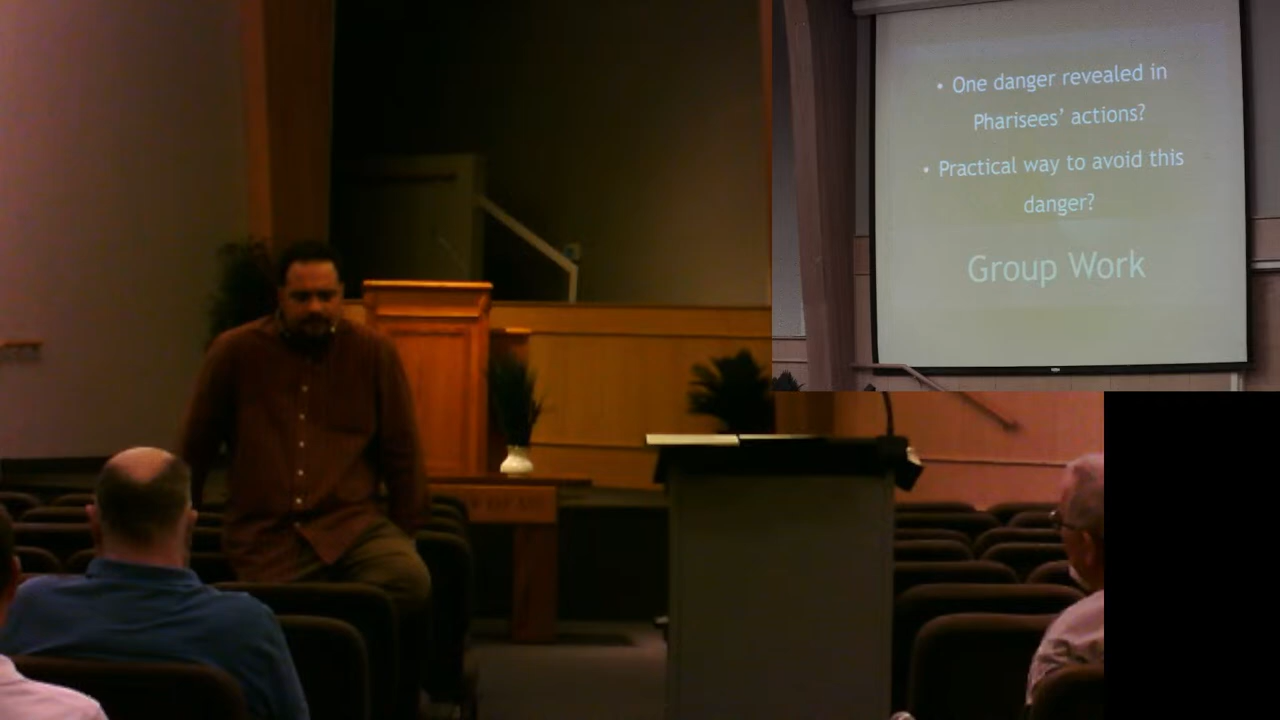 • One danger revealed in
Pharisees’ actions?
• Practical way to avoid this
danger?
Group Work